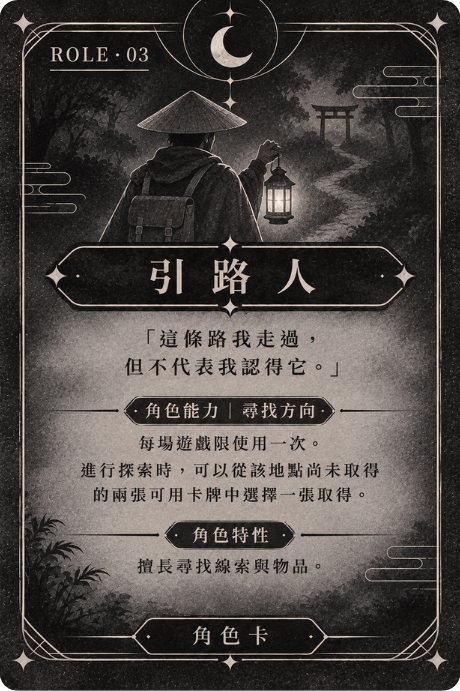 ROLE · 03
引路人
「這條路我走過，
但不代表我認得它。」
角色能力｜尋找方向
每場遊戲限使用一次。
進行探索時，可以從該地點尚未取得
的兩張可用卡牌中選擇一張取得。
角色特性
擅長尋找線索與物品。
角色卡